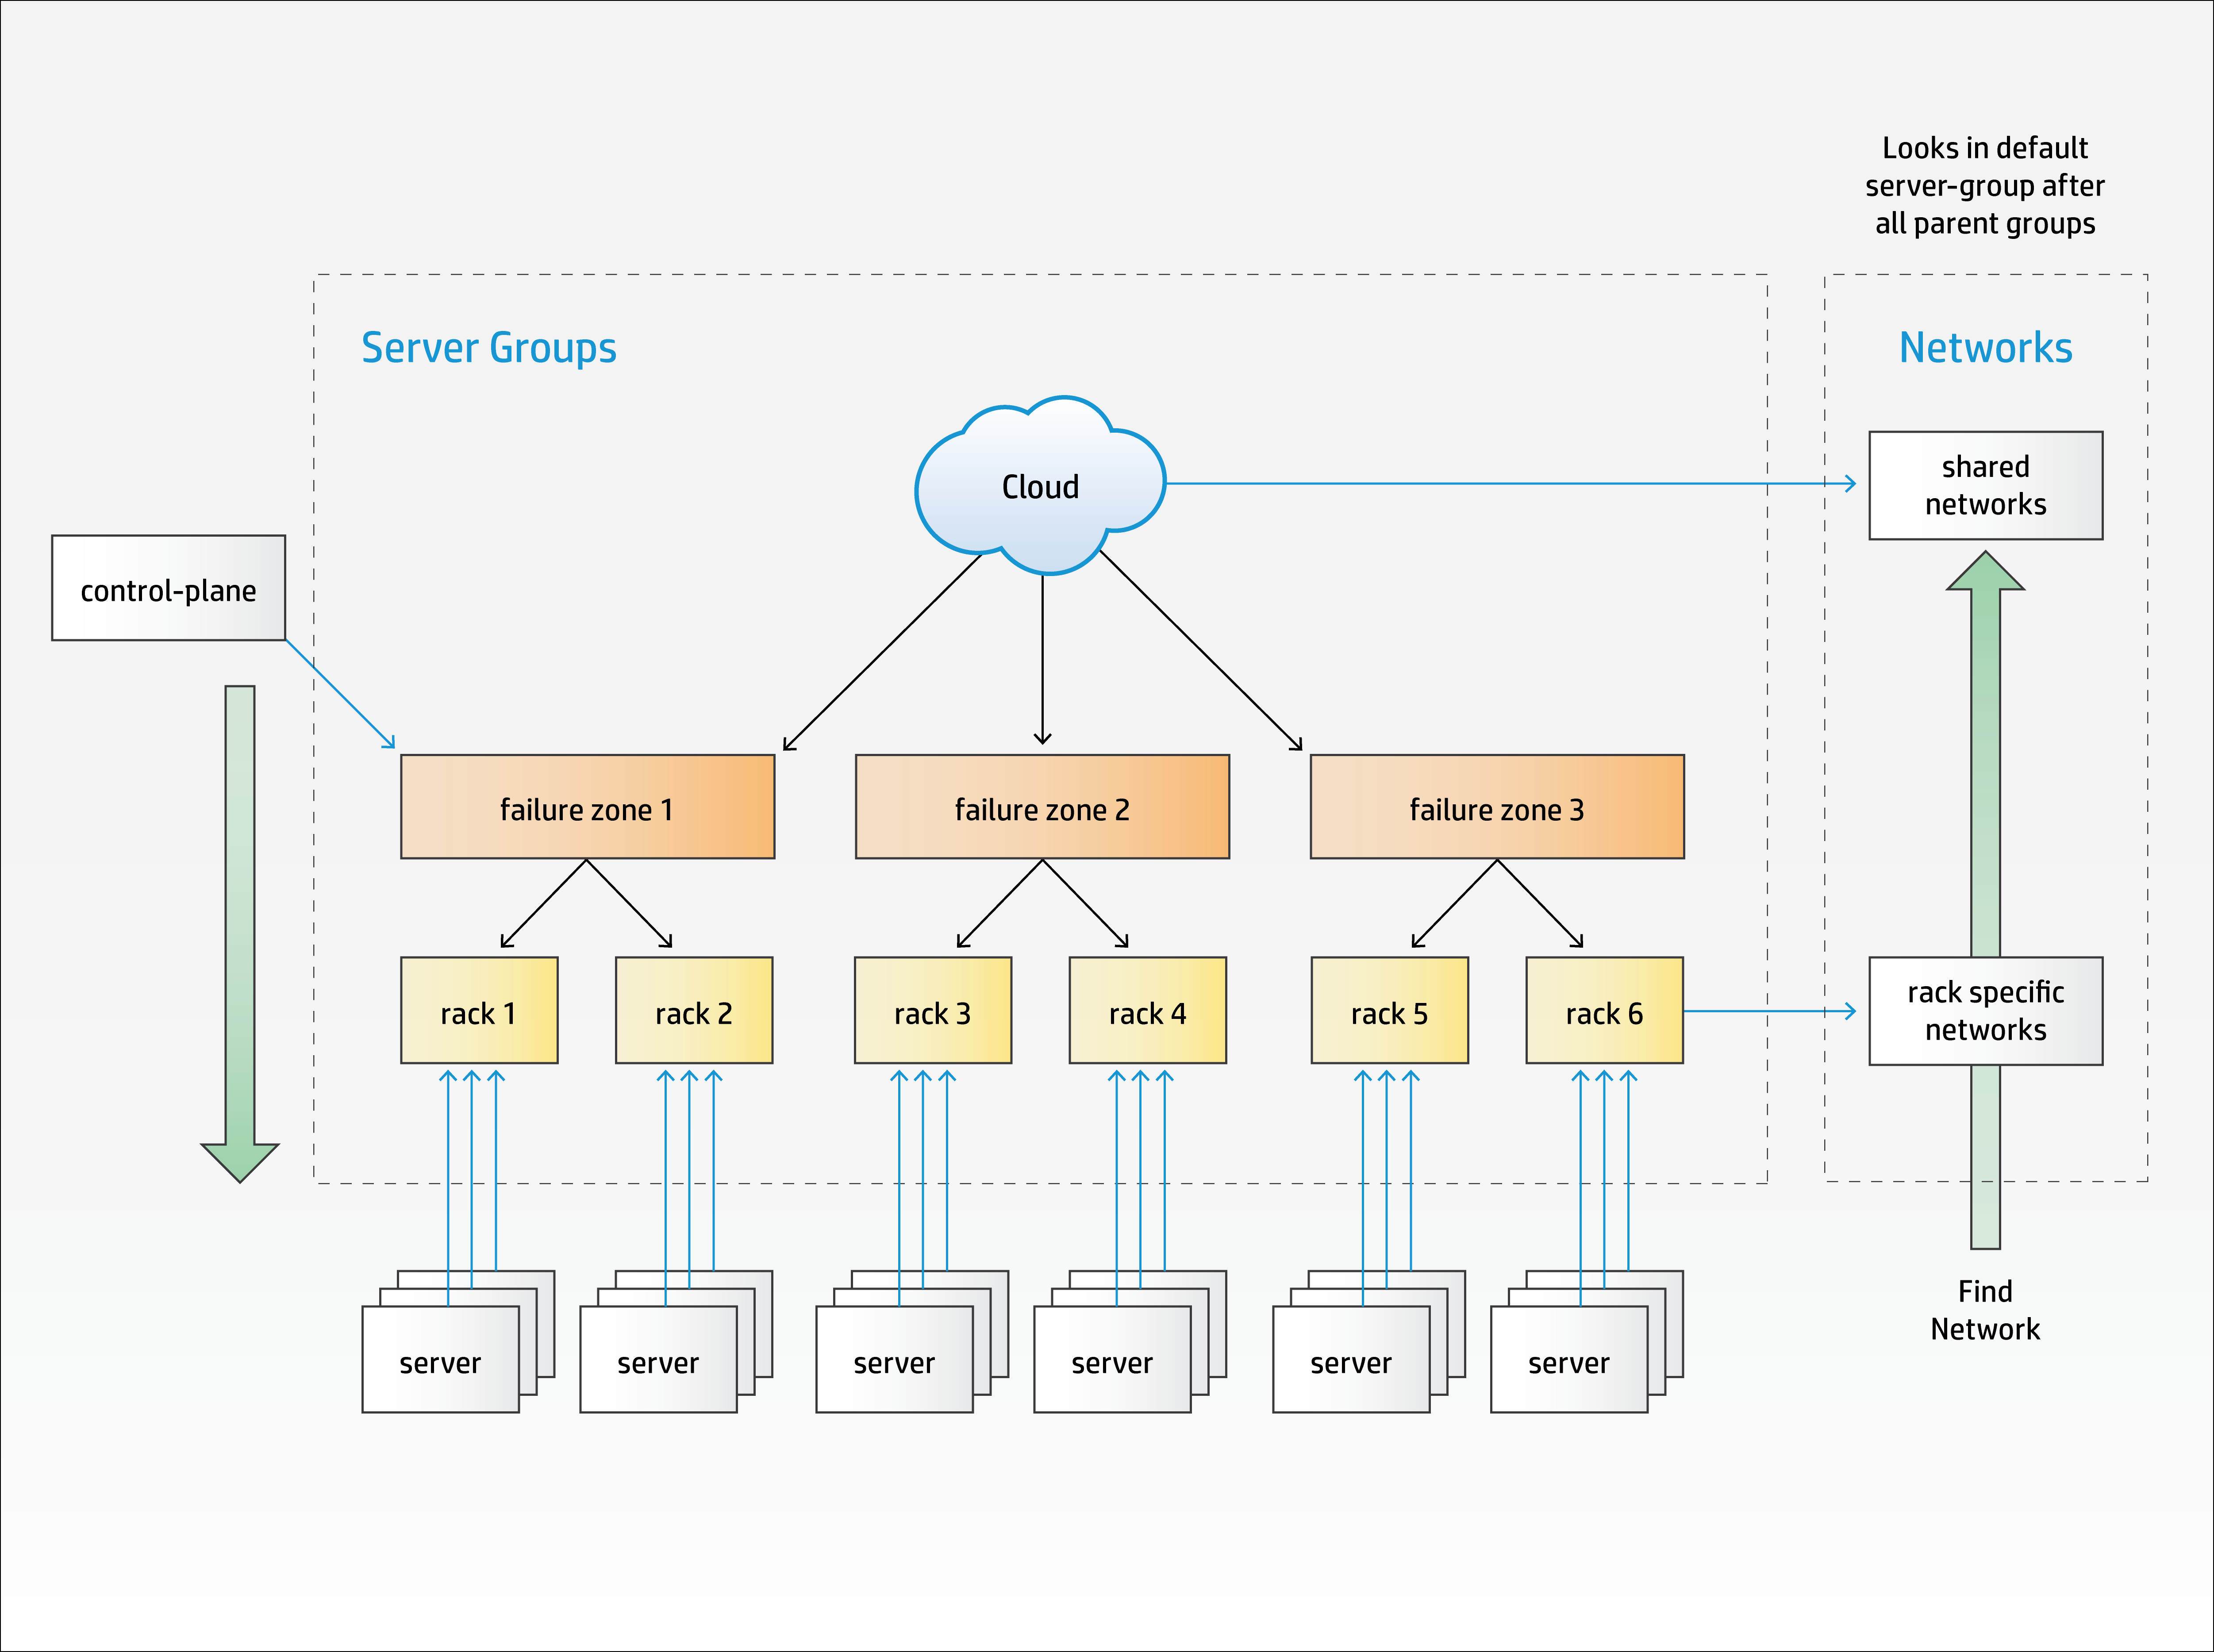 Looks in default
server-group after
all parent groups
Server Groups
Networks
Cloud
shared
networks
control-plane
failure zone 1
failure zone 2
failure zone 3
rack 1
rack 2
rack 3
rack 4
rack 5
rack 6
rack specific
networks
Find
Network
server
server
server
server
server
server